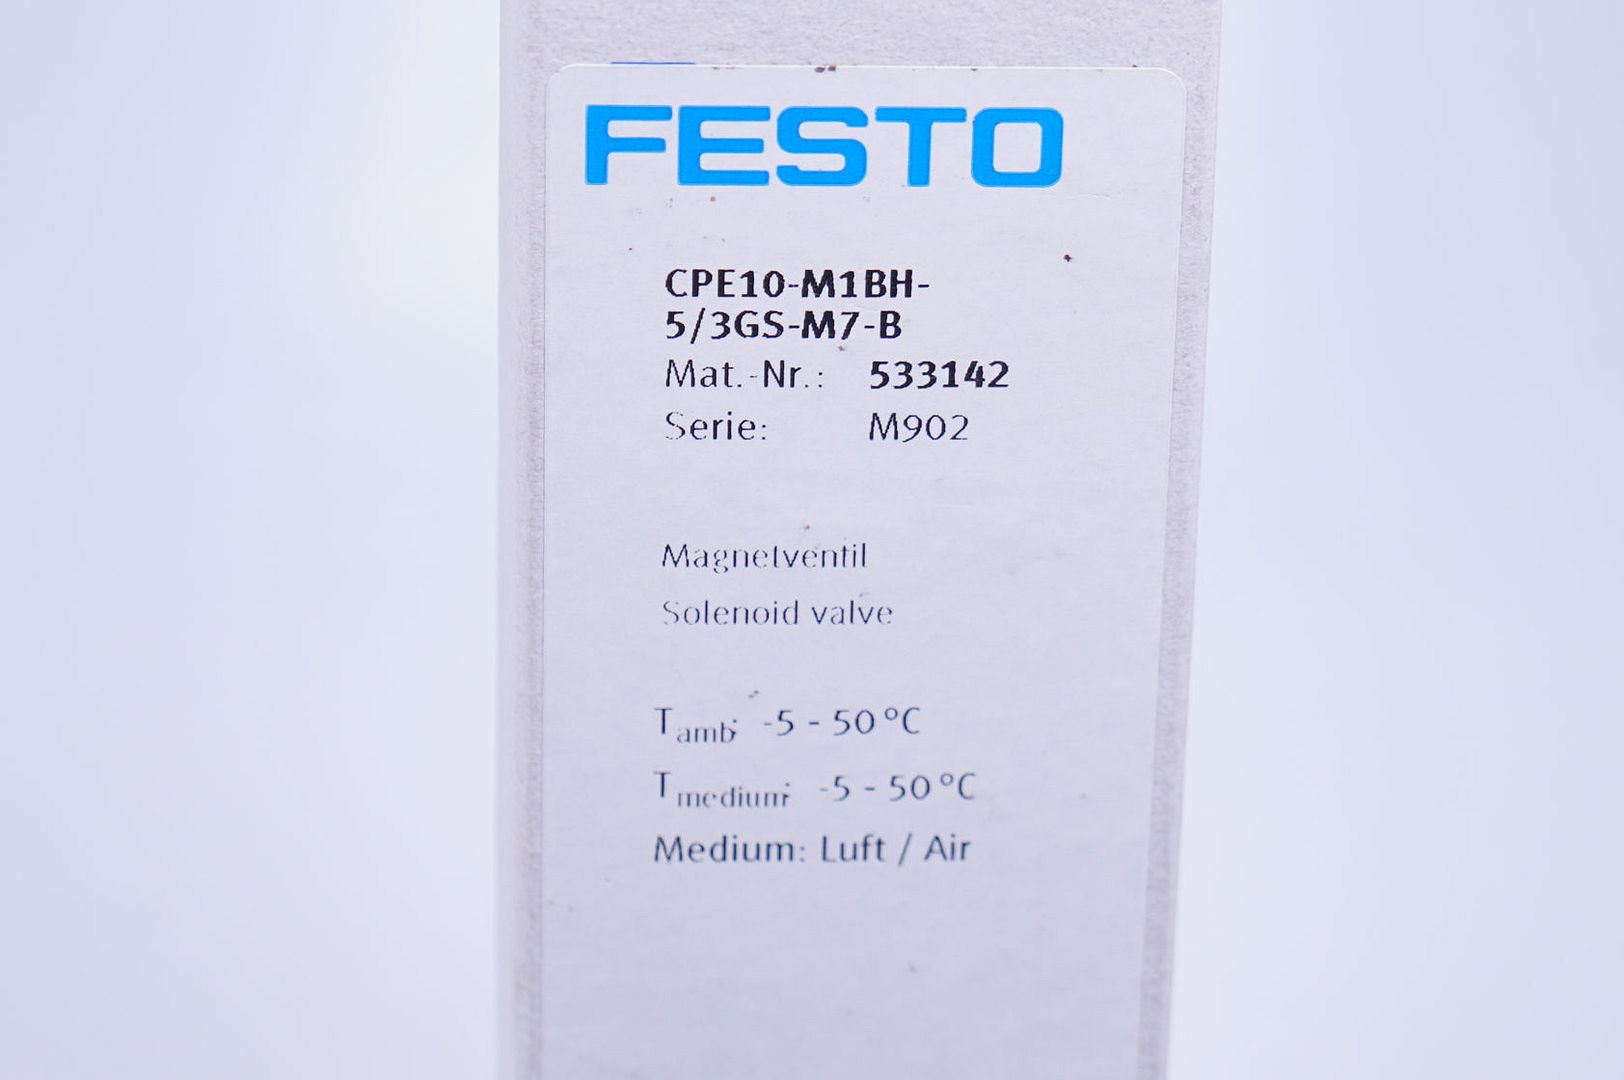 FESTO
CPE10-M1BH-
5/3GS-M7-B
Mat.-Nr.: 533142
Serie: M902
Magnetventil
Solenoid valve
Tamb: -5 - 50 °C
Tmedium: -5 - 50 °C
Medium: Luft / Air